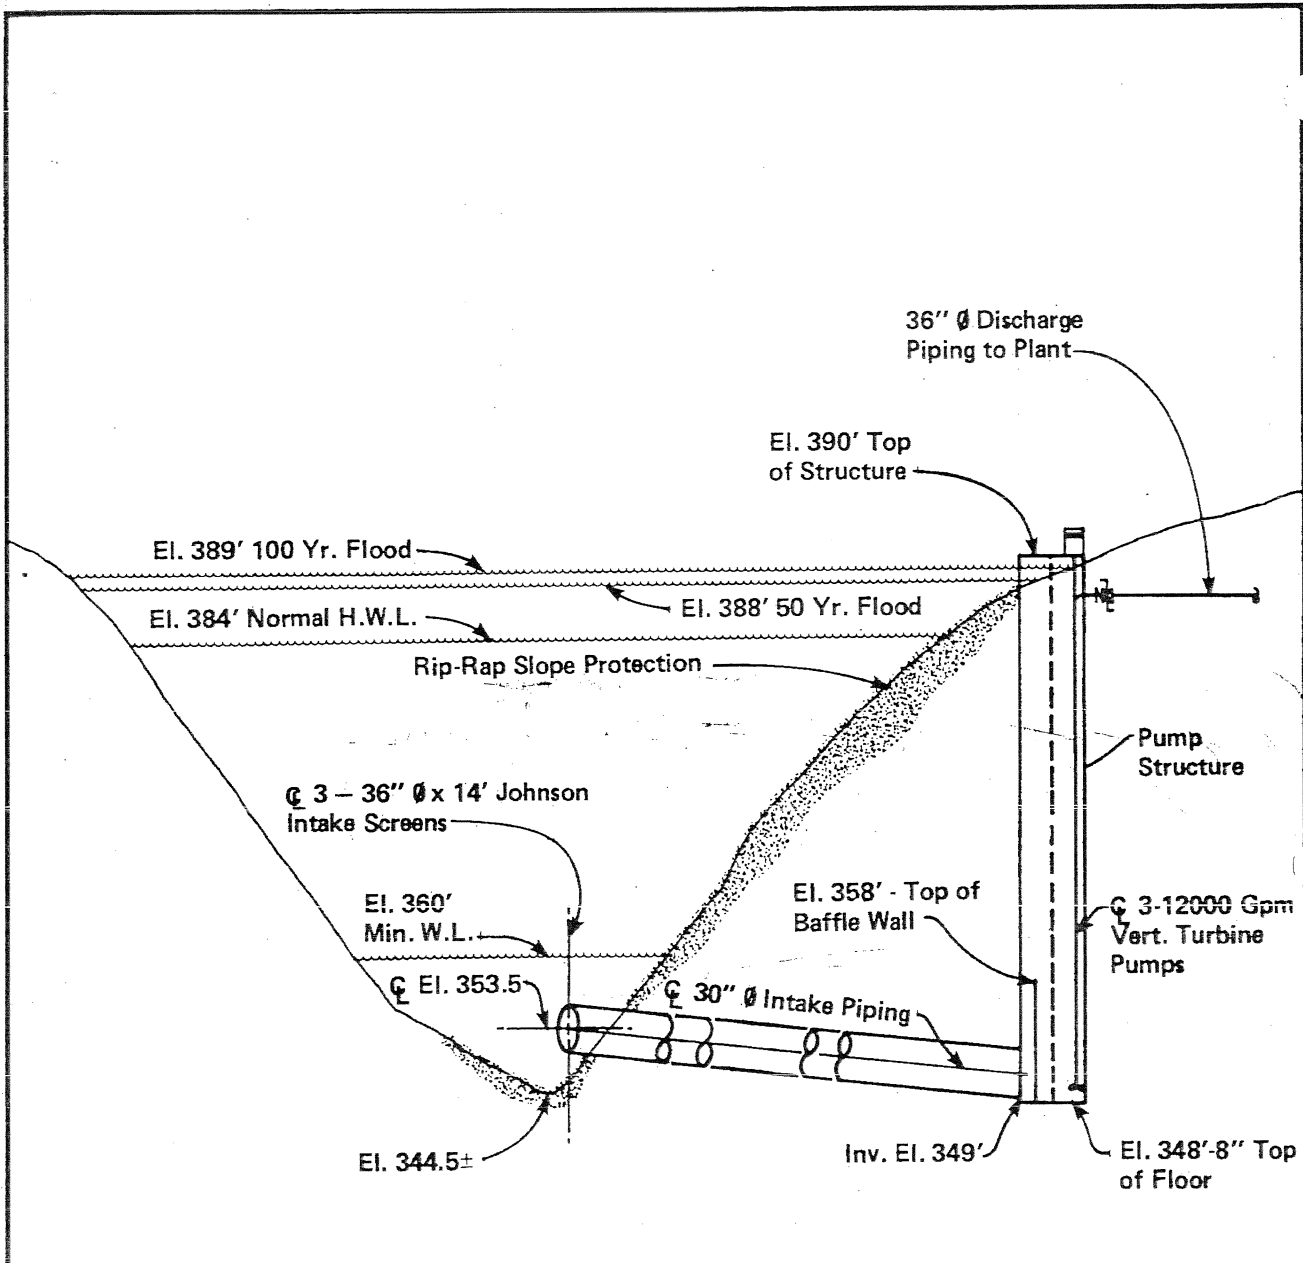 36" Ø Discharge
Piping to Plant
El. 390' Top
of Structure
El. 389' 100 Yr. Flood
El. 388' 50 Yr. Flood
El. 384' Normal H.W.L.
Rip-Rap Slope Protection
Pump
Structure
℄ 3 – 36" Ø x 14' Johnson
Intake Screens
El. 358' - Top of
Baffle Wall
El. 360'
Min. W.L.
℄ 3-12000 Gpm
Vert. Turbine
Pumps
℄ El. 353.5
℄ 30" Ø Intake Piping
El. 344.5±
Inv. El. 349'
El. 348'-8" Top
of Floor